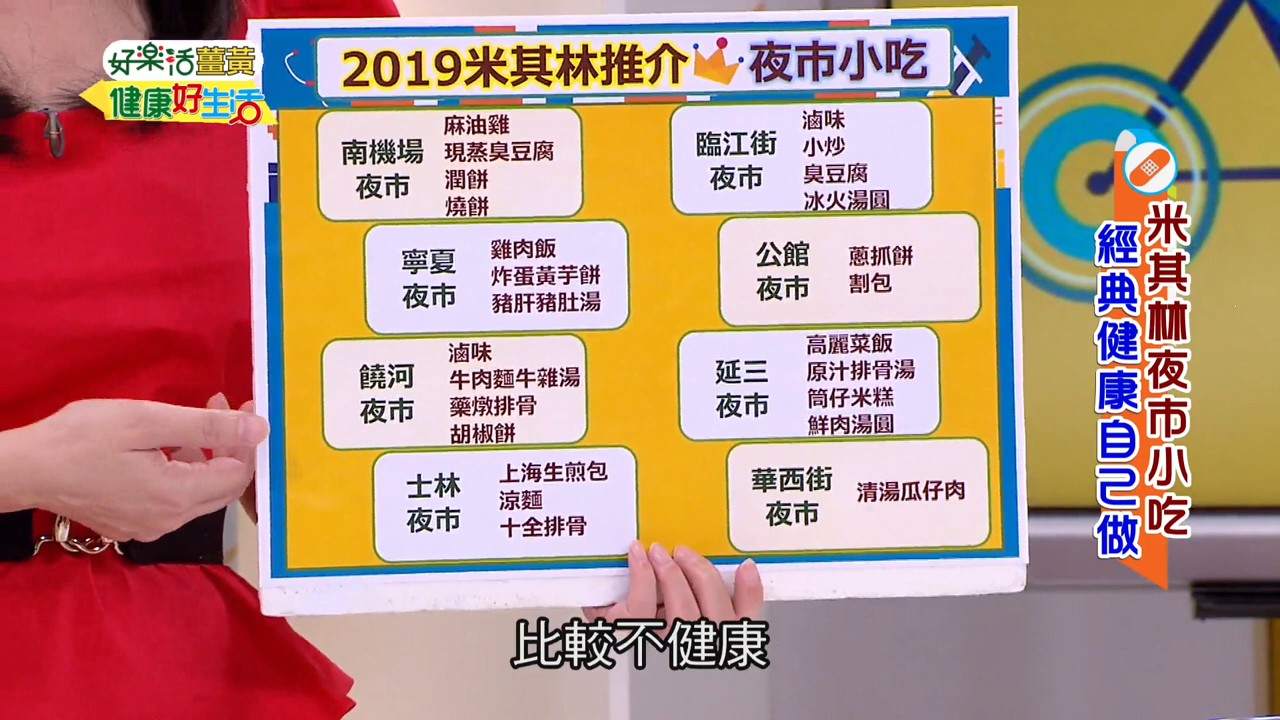 好樂活薑黃
健康好生活
2019米其林推介 夜市小吃
南機場
夜市
麻油雞
現蒸臭豆腐
潤餅
燒餅
臨江街
夜市
滷味
小炒
臭豆腐
冰火湯圓
寧夏
夜市
雞肉飯
炸蛋黃芋餅
豬肝豬肚湯
公館
夜市
蔥抓餅
割包
饒河
夜市
滷味
牛肉麵牛雜湯
藥燉排骨
胡椒餅
延三
夜市
高麗菜飯
原汁排骨湯
筒仔米糕
鮮肉湯圓
士林
夜市
上海生煎包
涼麵
十全排骨
華西街
夜市
清湯瓜仔肉
米其林夜市小吃
經典健康自己做
比較不健康